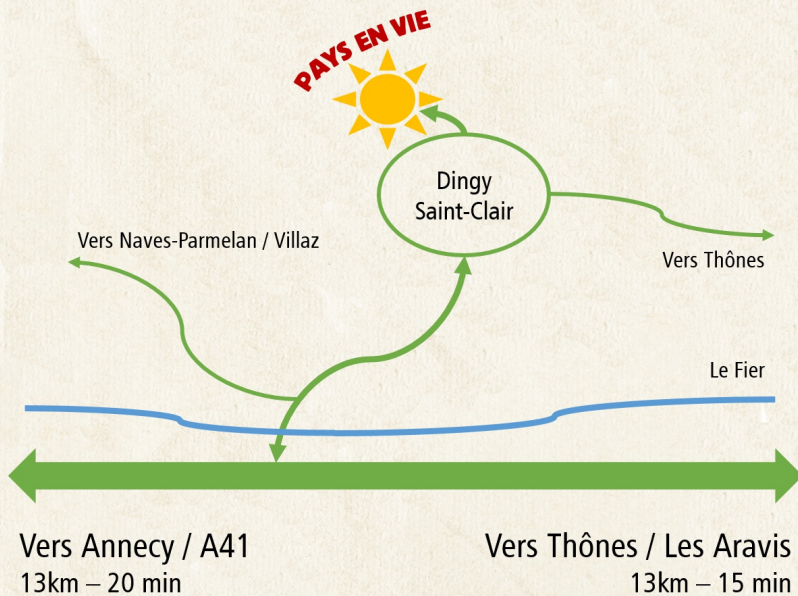 PAYS EN VIE
Dingy
Saint-Clair
Vers Naves-Parmelan / Villaz
Vers Thônes
Le Fier
Vers Annecy / A41
13km – 20 min
Vers Thônes / Les Aravis
13km – 15 min